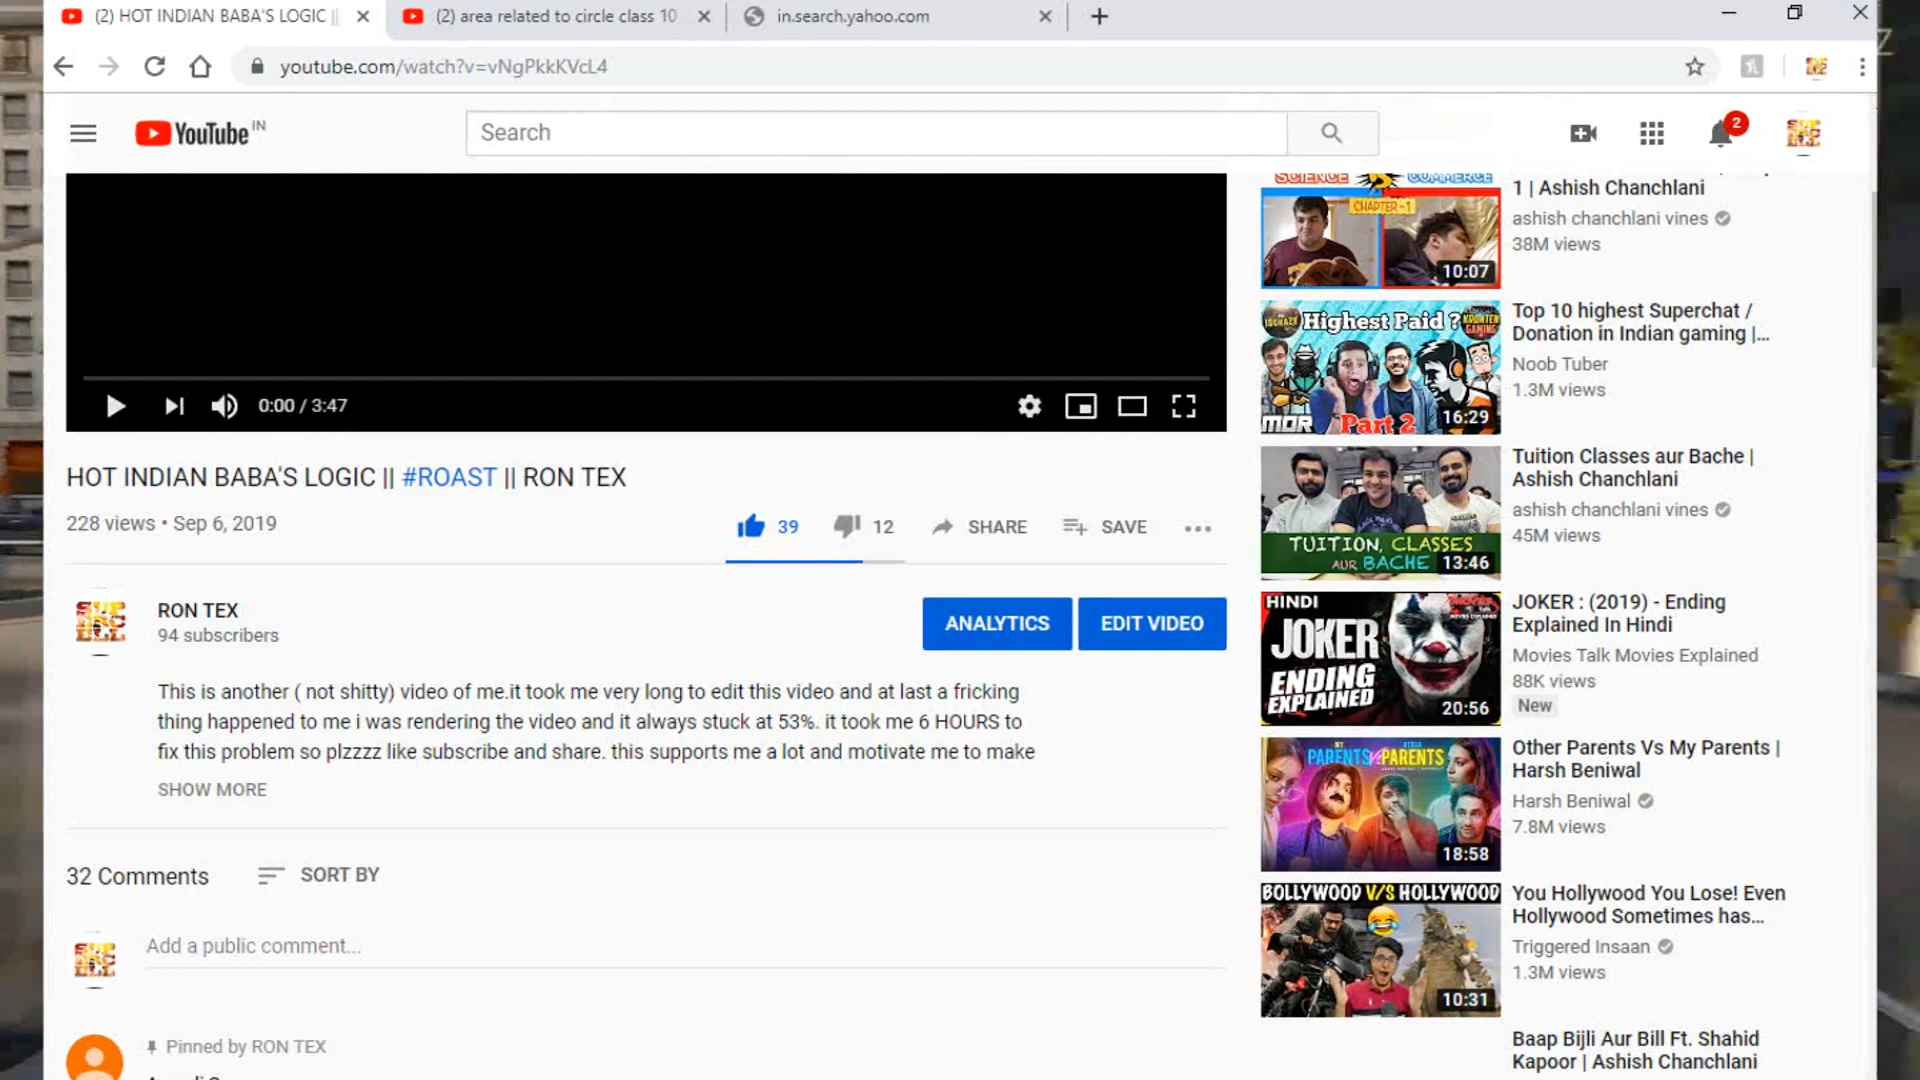 (2) HOT INDIAN BABA'S LOGIC ||
(2) area related to circle class 10
in.search.yahoo.com
youtube.com/watch?v=vNgPkkKVcL4
YouTube IN
Search
2
0:00 / 3:47
HOT INDIAN BABA'S LOGIC || #ROAST || RON TEX
228 views • Sep 6, 2019
39
12
SHARE
SAVE
RON TEX
94 subscribers
ANALYTICS
EDIT VIDEO
This is another ( not shitty) video of me.it took me very long to edit this video and at last a fricking
thing happened to me i was rendering the video and it always stuck at 53%. it took me 6 HOURS to
fix this problem so plzzzz like subscribe and share. this supports me a lot and motivate me to make
SHOW MORE
32 Comments
SORT BY
Add a public comment...
Pinned by RON TEX
SCIENCE
COMMERCE
CHAPTER-1
10:07
1 | Ashish Chanchlani
ashish chanchlani vines
38M views
Highest Paid ?
KRONTEN
GAMING
MOR
Part 2
16:29
Top 10 highest Superchat /
Donation in Indian gaming |...
Noob Tuber
1.3M views
TUITION, CLASSES
AUR BACHE
13:46
Tuition Classes aur Bache |
Ashish Chanchlani
ashish chanchlani vines
45M views
HINDI
JOKER
ENDING
EXPLAINED
20:56
JOKER : (2019) - Ending
Explained In Hindi
Movies Talk Movies Explained
88K views
New
MY
PARENTS
PARENTS
18:58
Other Parents Vs My Parents |
Harsh Beniwal
Harsh Beniwal
7.8M views
BOLLYWOOD V/S HOLLYWOOD
10:31
You Hollywood You Lose! Even
Hollywood Sometimes has...
Triggered Insaan
1.3M views
Baap Bijli Aur Bill Ft. Shahid
Kapoor | Ashish Chanchlani